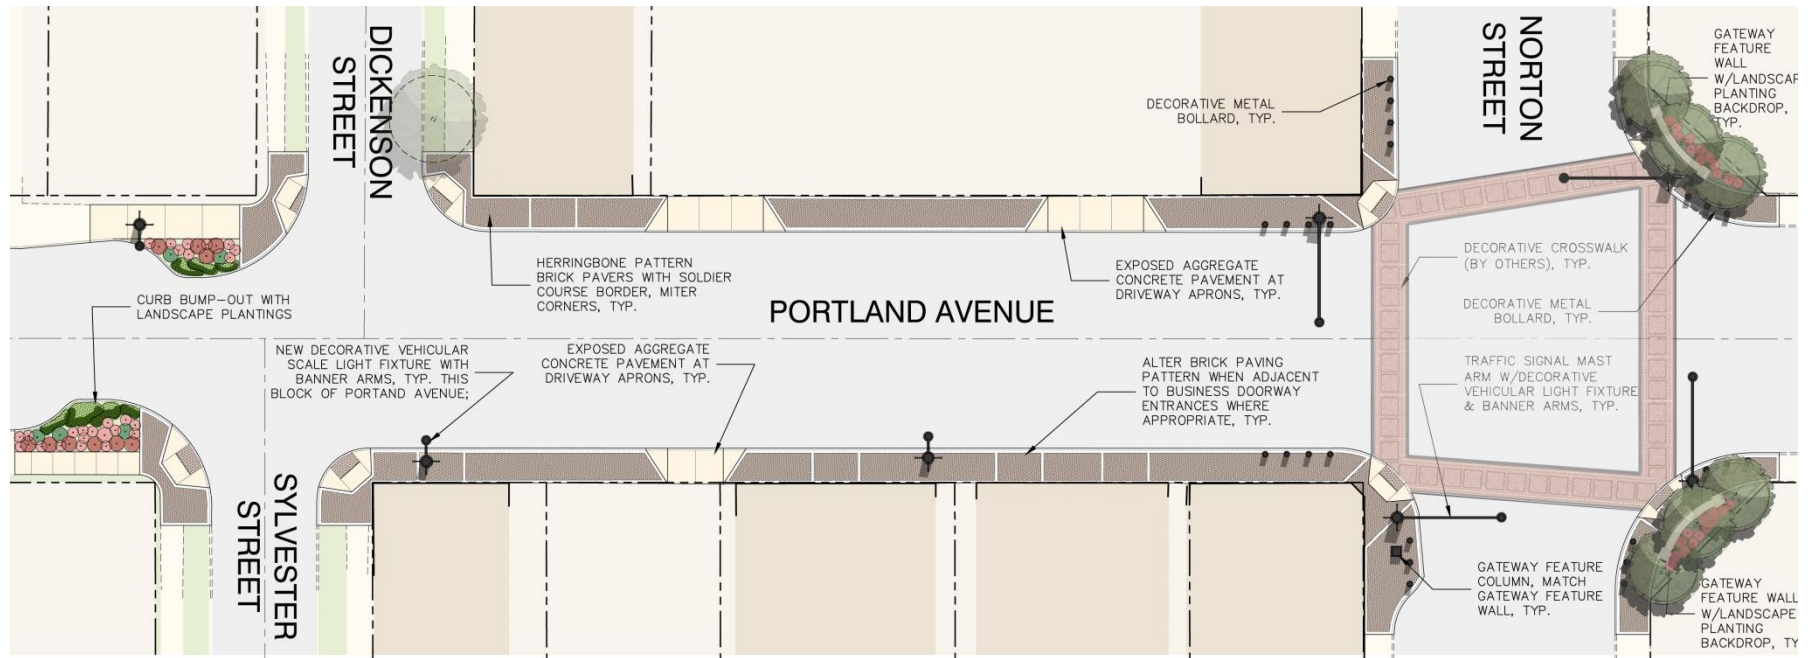 DICKENSON
STREET
NORTON
STREET
GATEWAY
FEATURE
WALL
W/LANDSCAP
PLANTING
BACKDROP,
TYP.
DECORATIVE METAL
BOLLARD, TYP.
HERRINGBONE PATTERN
BRICK PAVERS WITH SOLDIER
COURSE BORDER, MITER
CORNERS, TYP.
EXPOSED AGGREGATE
CONCRETE PAVEMENT AT
DRIVEWAY APRONS, TYP.
DECORATIVE CROSSWALK
(BY OTHERS), TYP.
CURB BUMP-OUT WITH
LANDSCAPE PLANTINGS
PORTLAND AVENUE
DECORATIVE METAL
BOLLARD, TYP.
NEW DECORATIVE VEHICULAR
SCALE LIGHT FIXTURE WITH
BANNER ARMS, TYP. THIS
BLOCK OF PORTAND AVENUE;
EXPOSED AGGREGATE
CONCRETE PAVEMENT AT
DRIVEWAY APRONS, TYP.
ALTER BRICK PAVING
PATTERN WHEN ADJACENT
TO BUSINESS DOORWAY
ENTRANCES WHERE
APPROPRIATE, TYP.
TRAFFIC SIGNAL MAST
ARM W/DECORATIVE
VEHICULAR LIGHT FIXTURE
& BANNER ARMS, TYP.
SYLVESTER
STREET
GATEWAY FEATURE
COLUMN, MATCH
GATEWAY FEATURE
WALL, TYP.
GATEWAY
FEATURE WALL
W/LANDSCAPE
PLANTING
BACKDROP, TY